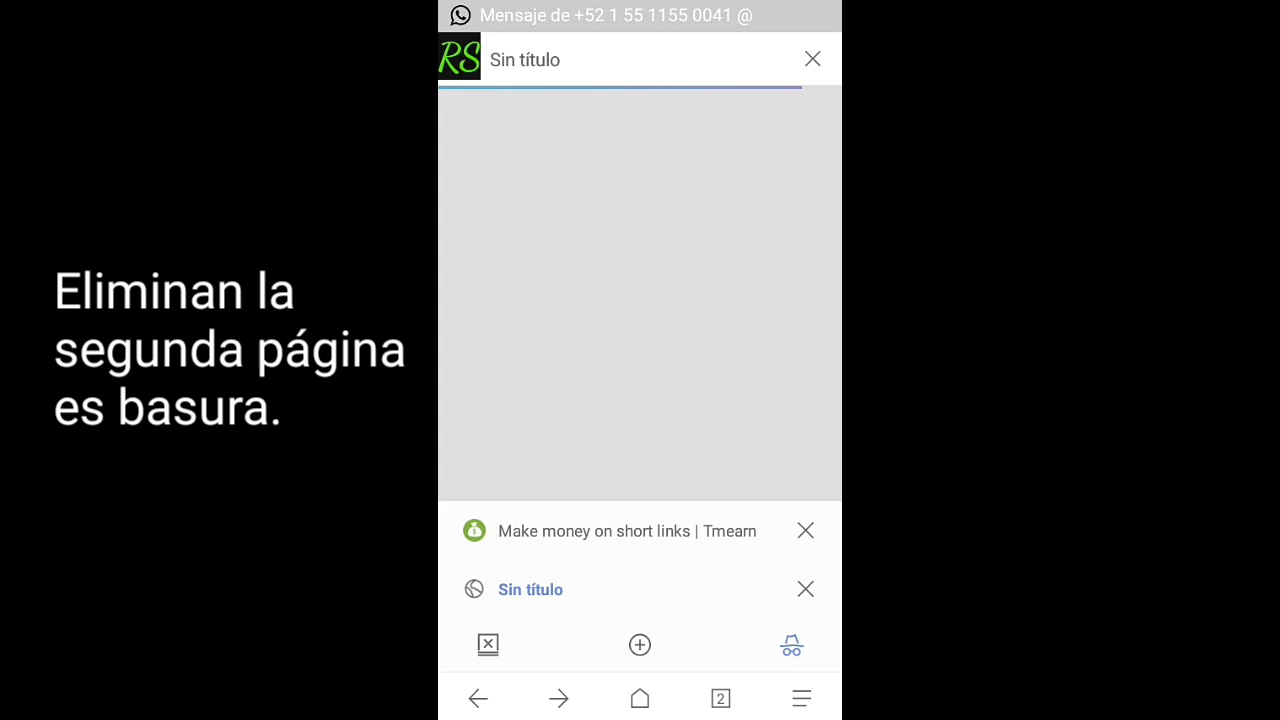 Mensaje de +52 1 55 1155 0041 @
RS Sin título
Eliminan la
segunda página
es basura.
Make money on short links | Tmearn
Sin título
2